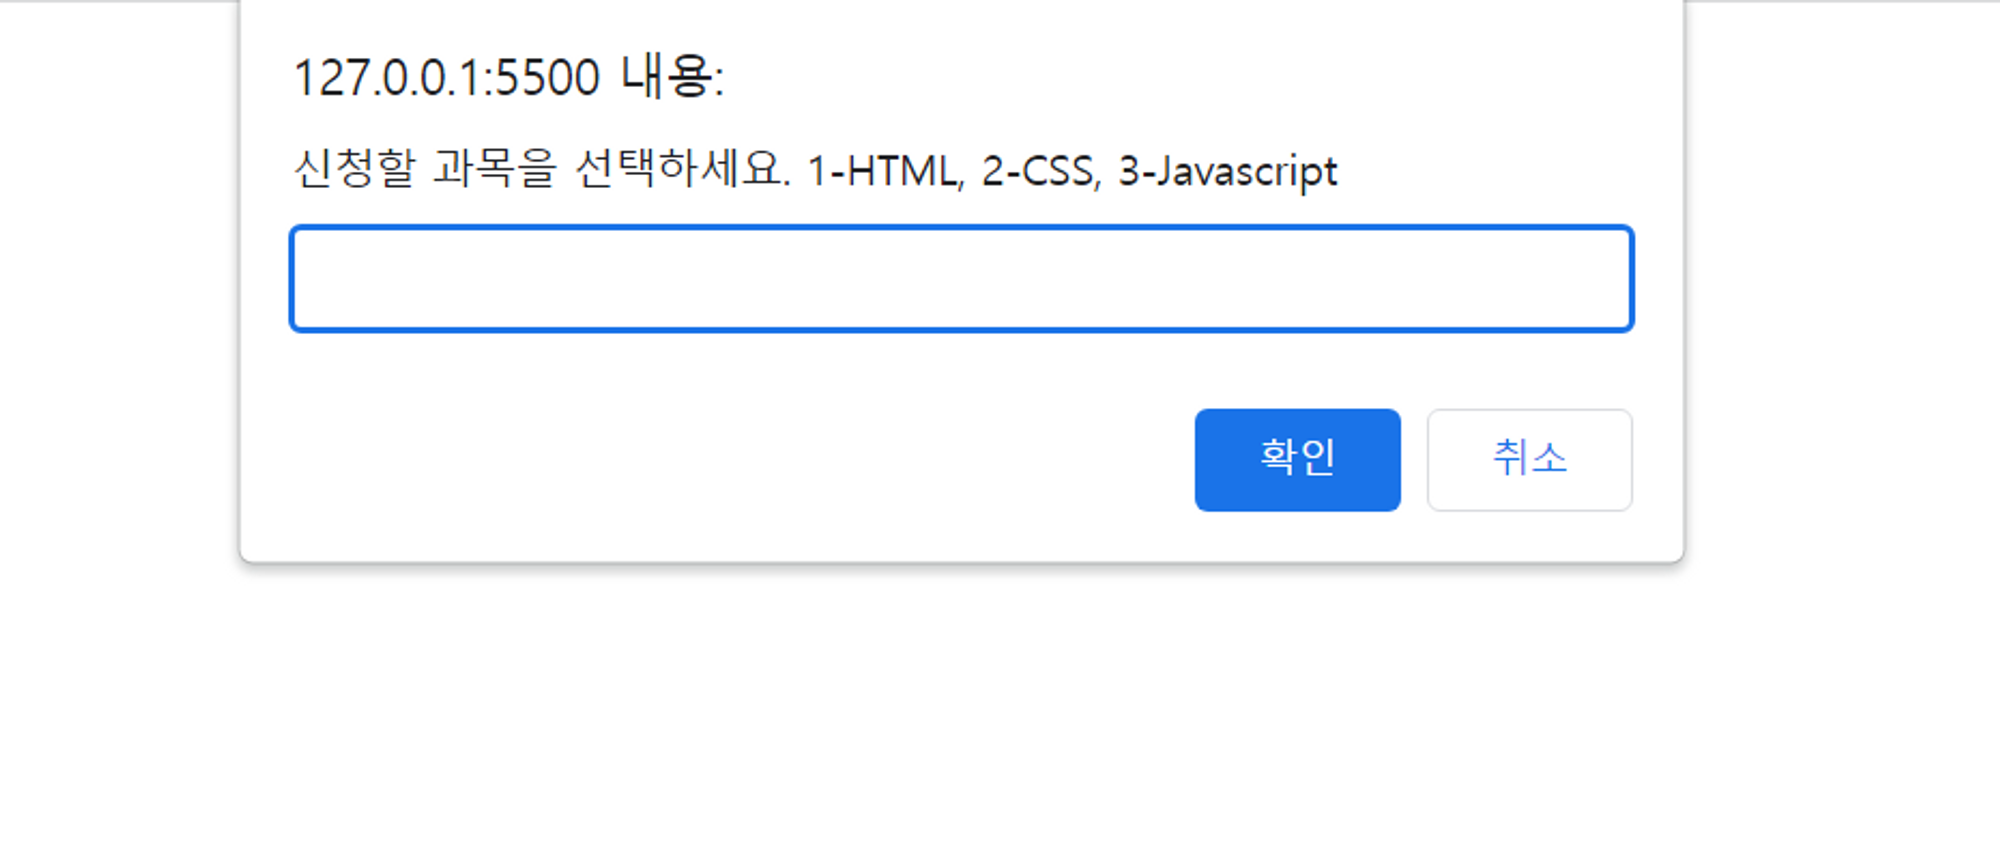 127.0.0.1:5500 내용:
신청할 과목을 선택하세요. 1-HTML, 2-CSS, 3-Javascript
확인 취소